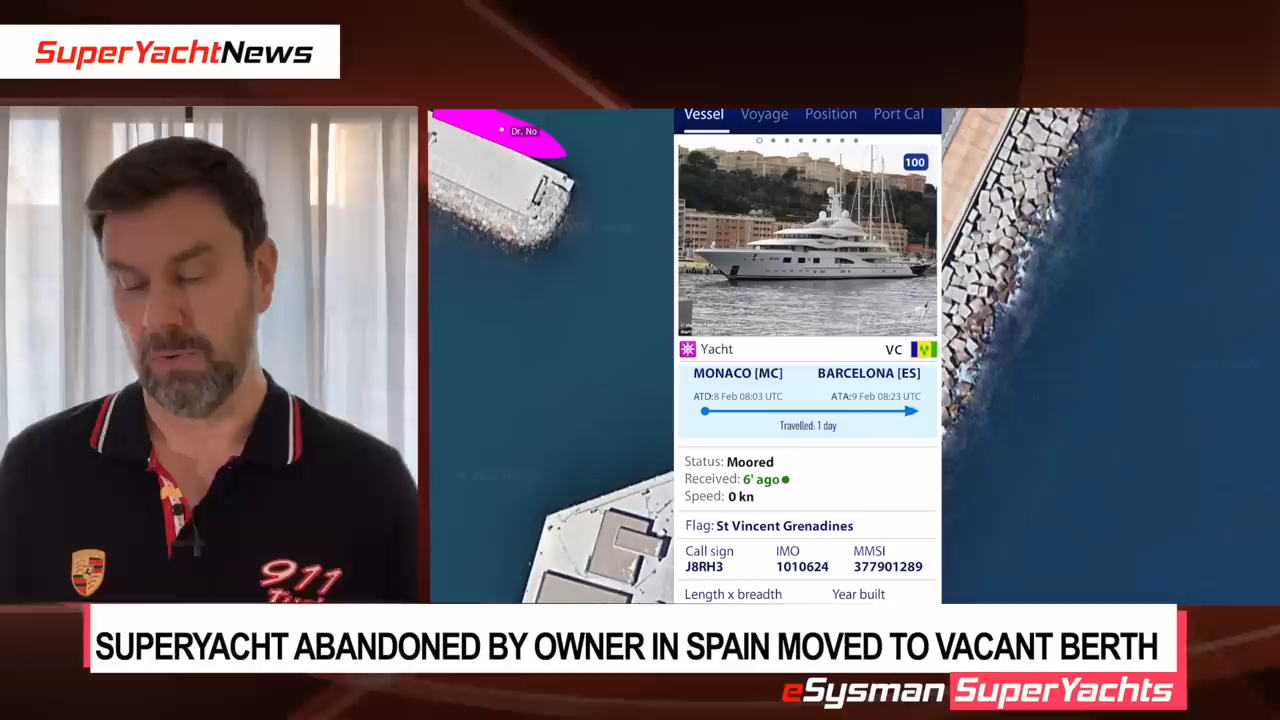 SuperYachtNews
Dr. No
Vessel Voyage Position Port Cal
100
Yacht VC
MONACO [MC] BARCELONA [ES]
ATD:8 Feb 08:03 UTC ATA:9 Feb 08:23 UTC
Travelled: 1 day
Status: Moored
Received: 6' ago
Speed: 0 kn
Flag: St Vincent Grenadines
Call sign IMO MMSI
J8RH3 1010624 377901289
Length x breadth Year built
911
SUPERYACHT ABANDONED BY OWNER IN SPAIN MOVED TO VACANT BERTH
eSysman SuperYachts